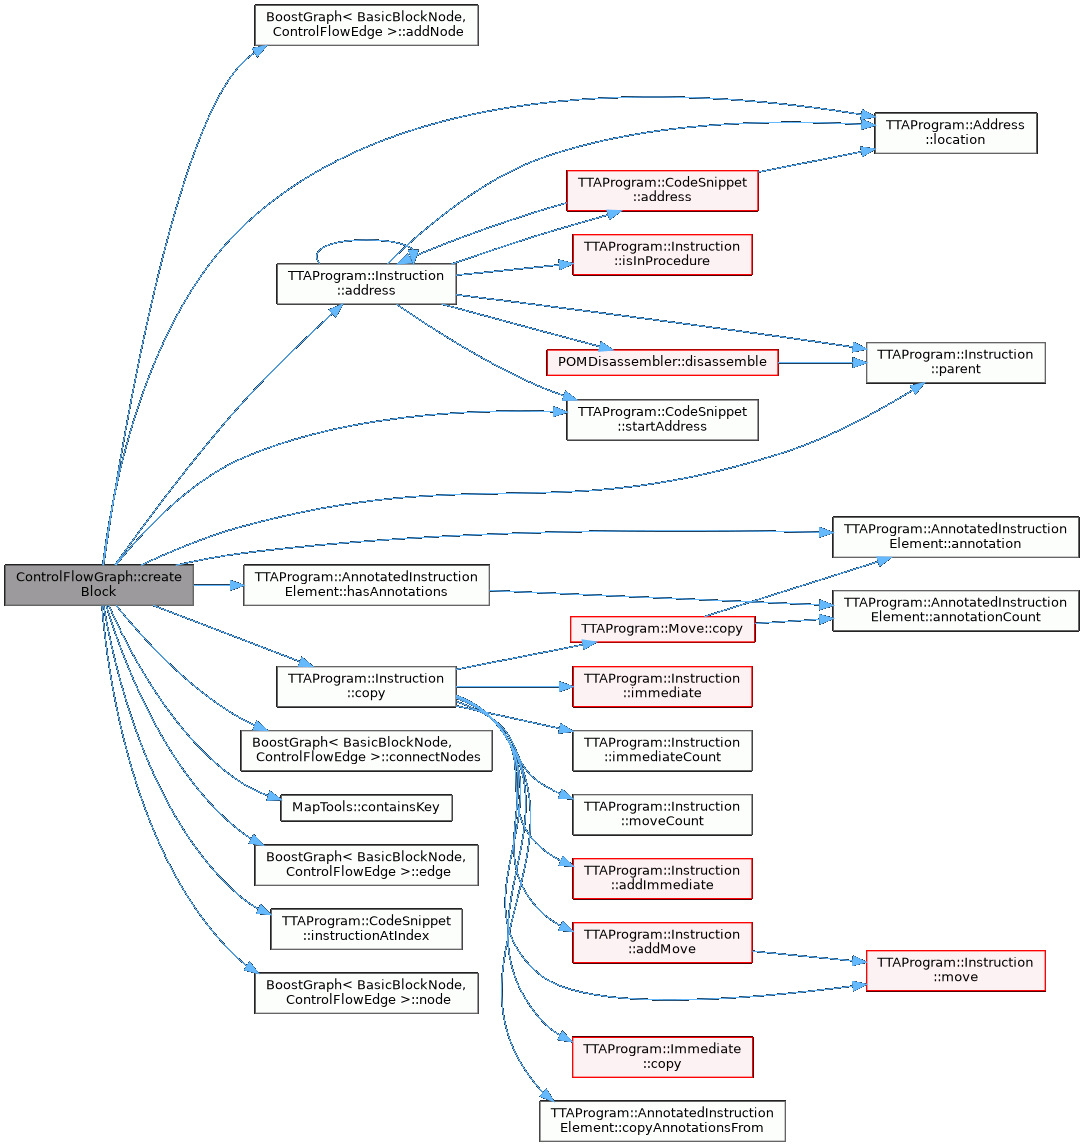 BoostGraph< BasicBlockNode,
ControlFlowEdge >::addNode
TTAProgram::Address
::location
TTAProgram::CodeSnippet
::address
TTAProgram::Instruction
::isInProcedure
TTAProgram::Instruction
::address
TTAProgram::Instruction
::parent
POMDisassembler::disassemble
TTAProgram::CodeSnippet
::startAddress
TTAProgram::AnnotatedInstruction
Element::annotation
ControlFlowGraph::create
Block
TTAProgram::AnnotatedInstruction
Element::hasAnnotations
TTAProgram::AnnotatedInstruction
Element::annotationCount
TTAProgram::Move::copy
TTAProgram::Instruction
::copy
TTAProgram::Instruction
::immediate
BoostGraph< BasicBlockNode,
ControlFlowEdge >::connectNodes
TTAProgram::Instruction
::immediateCount
MapTools::containsKey
TTAProgram::Instruction
::moveCount
BoostGraph< BasicBlockNode,
ControlFlowEdge >::edge
TTAProgram::Instruction
::addImmediate
TTAProgram::CodeSnippet
::instructionAtIndex
TTAProgram::Instruction
::addMove
TTAProgram::Instruction
::move
BoostGraph< BasicBlockNode,
ControlFlowEdge >::node
TTAProgram::Immediate
::copy
TTAProgram::AnnotatedInstruction
Element::copyAnnotationsFrom